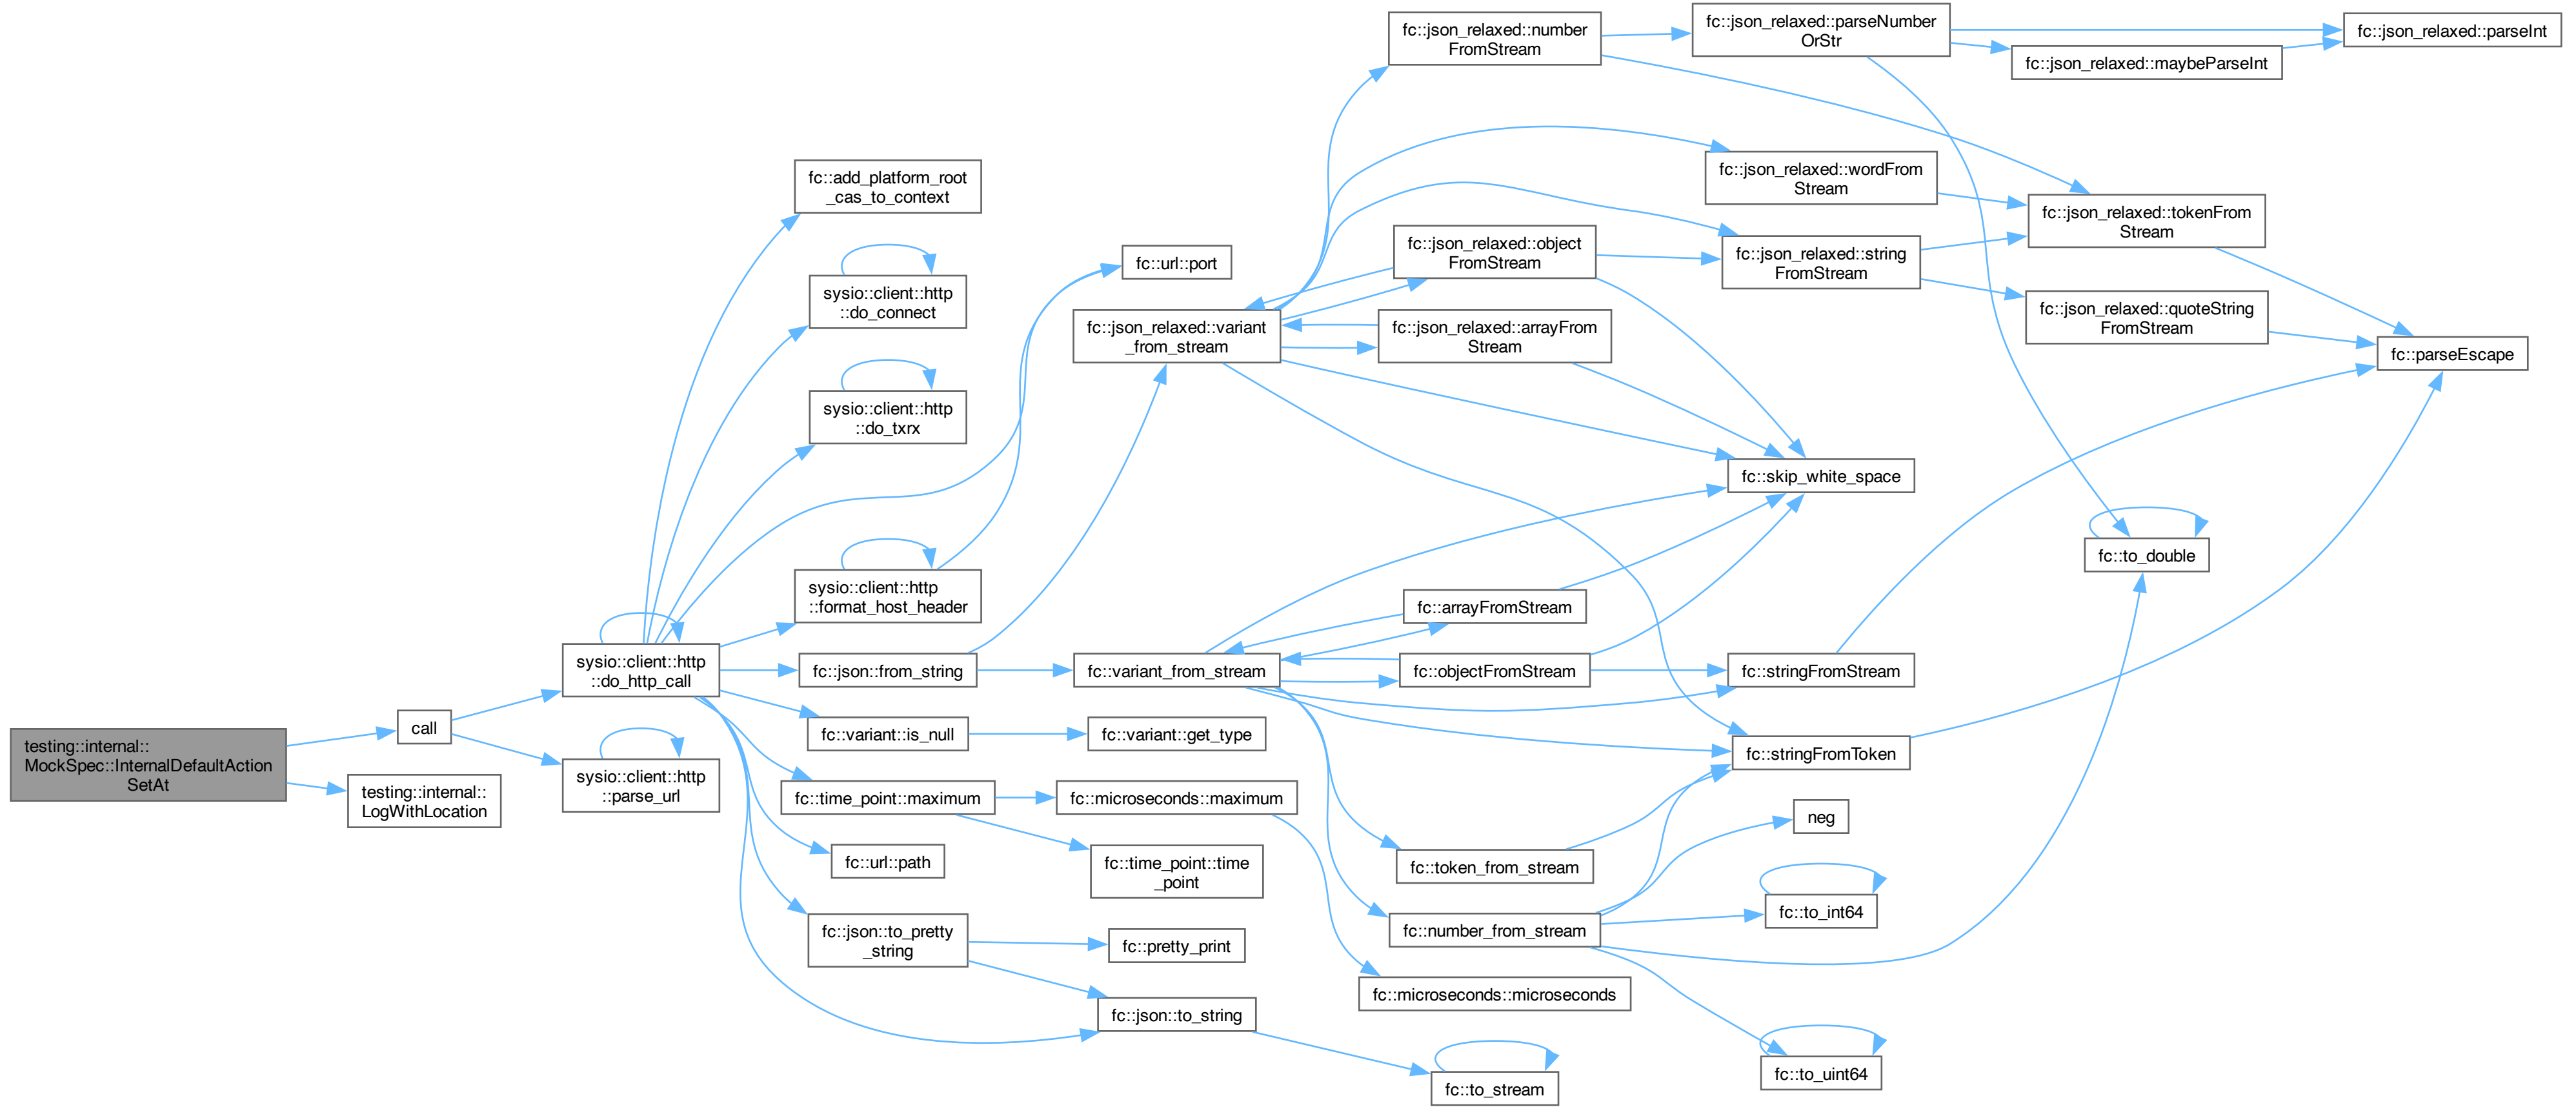 testing::internal::
MockSpec::InternalDefaultAction
SetAt
call
testing::internal::
LogWithLocation
sysio::client::http
::do_http_call
sysio::client::http
::parse_url
fc::add_platform_root
_cas_to_context
sysio::client::http
::do_connect
sysio::client::http
::do_txrx
sysio::client::http
::format_host_header
fc::json::from_string
fc::variant::is_null
fc::time_point::maximum
fc::url::path
fc::json::to_pretty
_string
fc::url::port
fc::json_relaxed::variant
_from_stream
fc::variant_from_stream
fc::variant::get_type
fc::microseconds::maximum
fc::time_point::time
_point
fc::pretty_print
fc::json::to_string
fc::json_relaxed::number
FromStream
fc::json_relaxed::object
FromStream
fc::json_relaxed::arrayFrom
Stream
fc::arrayFromStream
fc::objectFromStream
fc::token_from_stream
fc::number_from_stream
fc::microseconds::microseconds
fc::to_stream
fc::json_relaxed::parseNumber
OrStr
fc::json_relaxed::wordFrom
Stream
fc::json_relaxed::string
FromStream
fc::skip_white_space
fc::stringFromStream
fc::stringFromToken
neg
fc::to_int64
fc::to_uint64
fc::json_relaxed::maybeParseInt
fc::json_relaxed::tokenFrom
Stream
fc::json_relaxed::quoteString
FromStream
fc::to_double
fc::json_relaxed::parseInt
fc::parseEscape